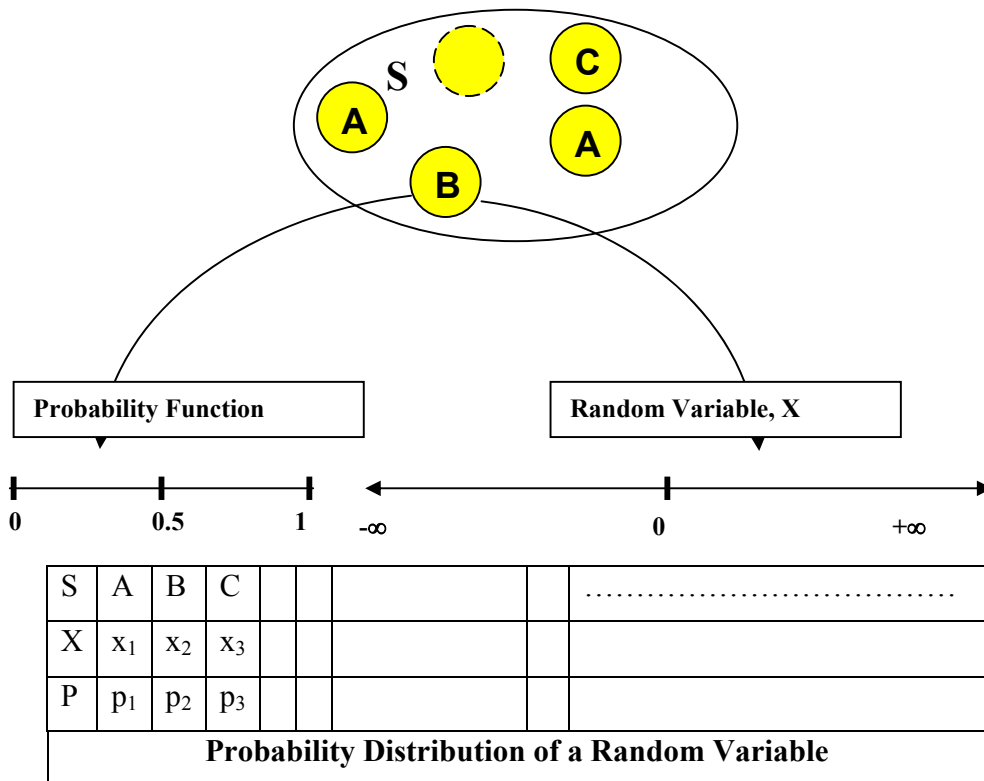 C
S
A
A
B
Probability Function
Random Variable, X
0 0.5 1 -∞ 0 +∞
S A B C ……………………………….
X x₁ x₂ x₃
P p₁ p₂ p₃
Probability Distribution of a Random Variable